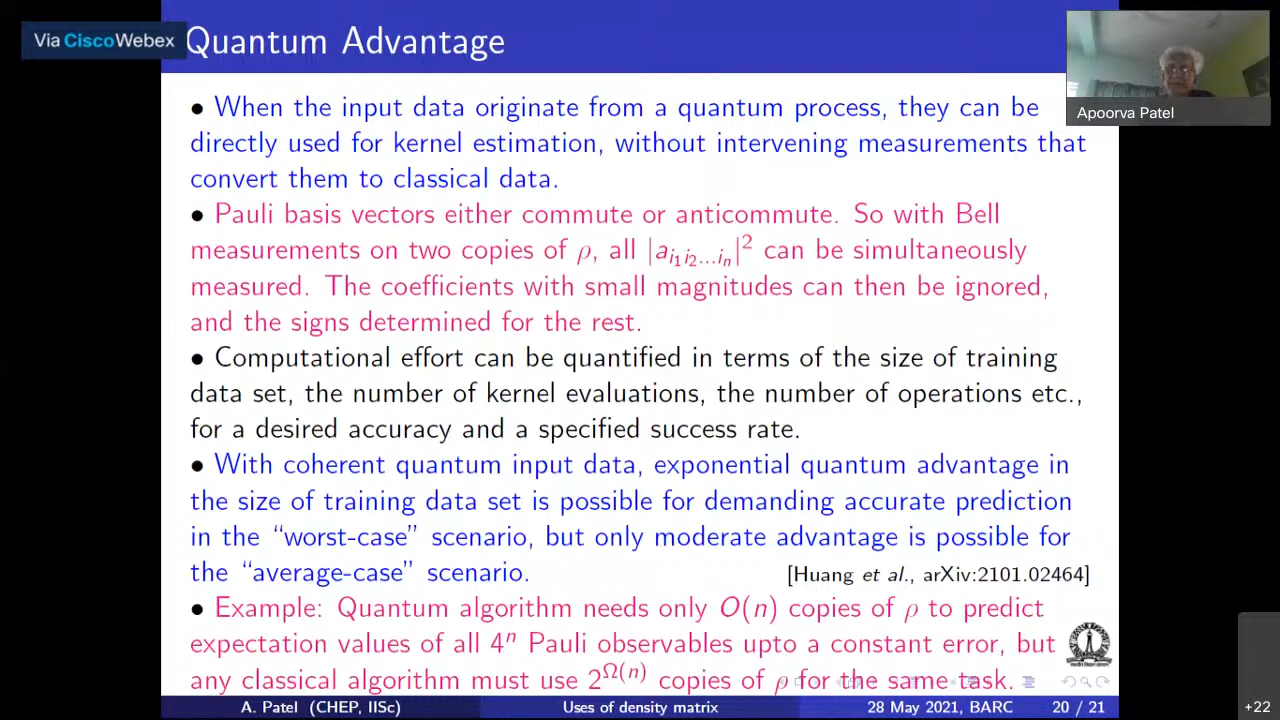 Via Cisco Webex
Quantum Advantage
Apoorva Patel
• When the input data originate from a quantum process, they can be
directly used for kernel estimation, without intervening measurements that
convert them to classical data.
• Pauli basis vectors either commute or anticommute. So with Bell
measurements on two copies of ρ, all |a_{i₁i₂…iₙ}|² can be simultaneously
measured. The coefficients with small magnitudes can then be ignored,
and the signs determined for the rest.
• Computational effort can be quantified in terms of the size of training
data set, the number of kernel evaluations, the number of operations etc.,
for a desired accuracy and a specified success rate.
• With coherent quantum input data, exponential quantum advantage in
the size of training data set is possible for demanding accurate prediction
in the “worst-case” scenario, but only moderate advantage is possible for
the “average-case” scenario. [Huang et al., arXiv:2101.02464]
• Example: Quantum algorithm needs only O(n) copies of ρ to predict
expectation values of all 4ⁿ Pauli observables upto a constant error, but
any classical algorithm must use 2^{Ω(n)} copies of ρ for the same task.
A. Patel (CHEP, IISc) Uses of density matrix 28 May 2021, BARC 20 / 21
+22